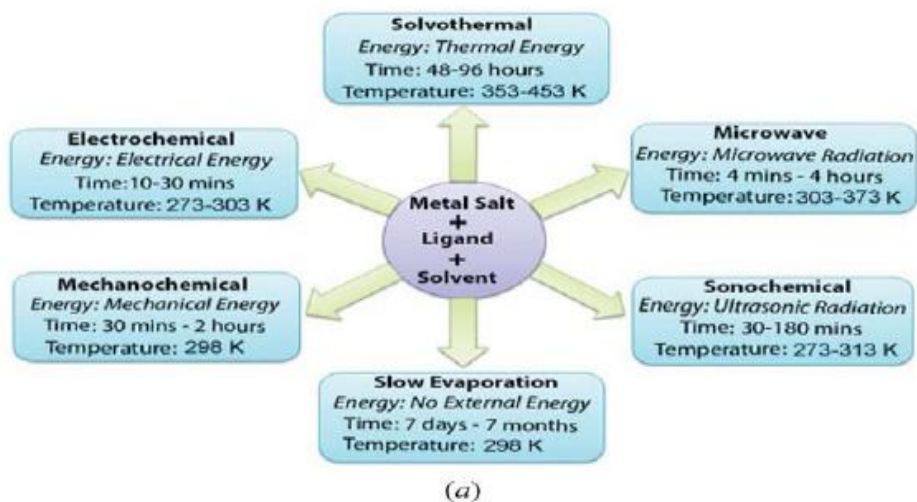 Solvothermal
Energy: Thermal Energy
Time: 48-96 hours
Temperature: 353-453 K
Electrochemical
Energy: Electrical Energy
Time:10-30 mins
Temperature: 273-303 K
Microwave
Energy: Microwave Radiation
Time: 4 mins - 4 hours
Temperature: 303-373 K
Metal Salt
+
Ligand
+
Solvent
Mechanochemical
Energy: Mechanical Energy
Time: 30 mins - 2 hours
Temperature: 298 K
Sonochemical
Energy: Ultrasonic Radiation
Time: 30-180 mins
Temperature: 273-313 K
Slow Evaporation
Energy: No External Energy
Time: 7 days - 7 months
Temperature: 298 K
(a)